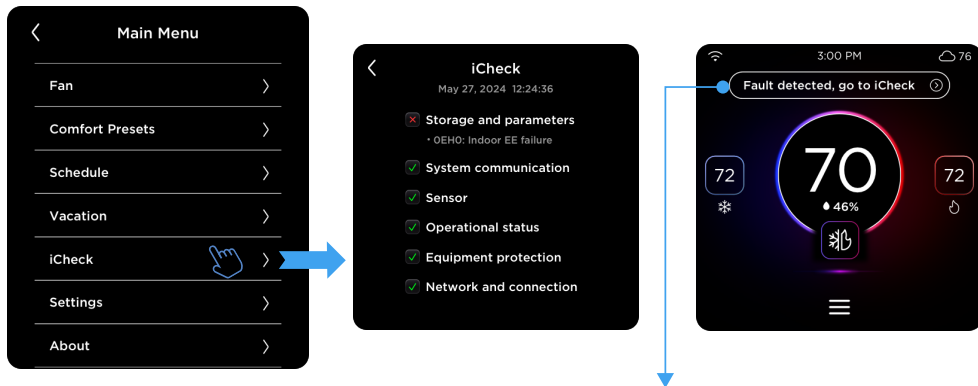 Main Menu
Fan
Comfort Presets
Schedule
Vacation
iCheck
Settings
About
iCheck
May 27, 2024 12:24:36
Storage and parameters
• 0EH0: Indoor EE failure
System communication
Sensor
Operational status
Equipment protection
Network and connection
3:00 PM
76
Fault detected, go to iCheck
72
70
46%
72